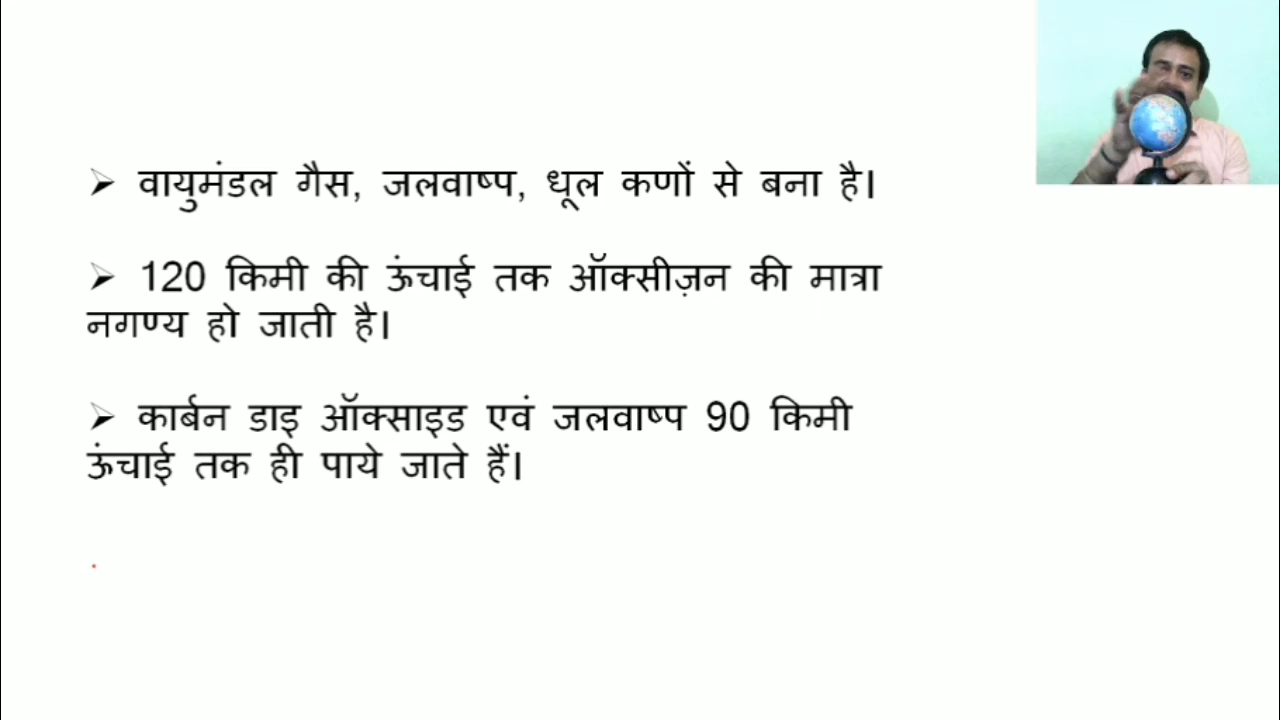 ➢ वायुमंडल गैस, जलवाष्प, धूल कणों से बना है।
➢ 120 किमी की ऊंचाई तक ऑक्सीज़न की मात्रा
नगण्य हो जाती है।
➢ कार्बन डाइ ऑक्साइड एवं जलवाष्प 90 किमी
ऊंचाई तक ही पाये जाते हैं।